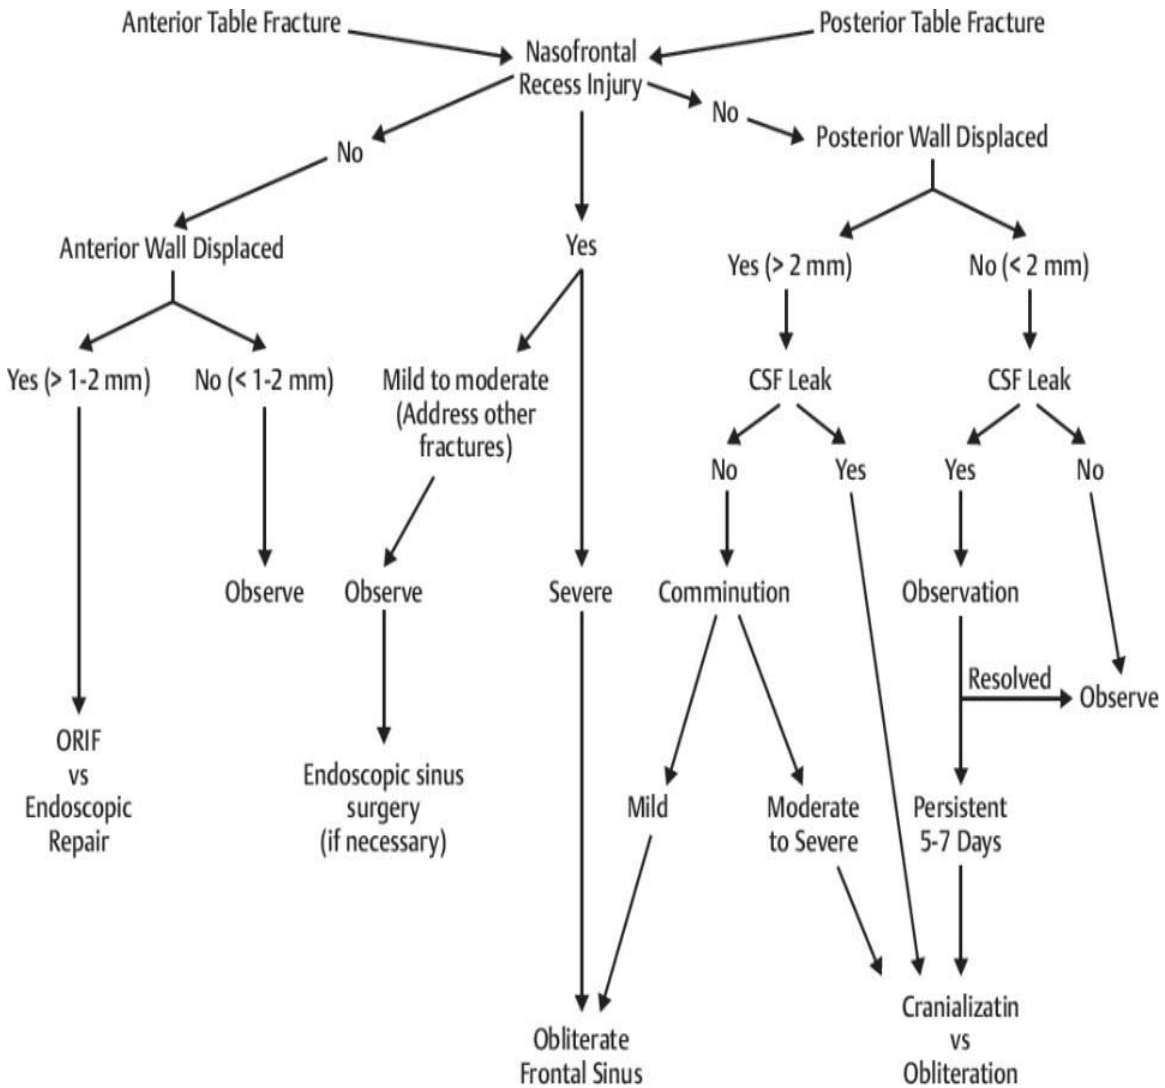 Anterior Table Fracture
Posterior Table Fracture
Nasofrontal
Recess Injury
No
No
Posterior Wall Displaced
Anterior Wall Displaced
Yes
Yes (> 2 mm)
No (< 2 mm)
Yes (> 1-2 mm)
No (< 1-2 mm)
Mild to moderate
(Address other
fractures)
CSF Leak
CSF Leak
No
Yes
Yes
No
Observe
Observe
Severe
Comminution
Observation
Resolved
Observe
ORIF
vs
Endoscopic
Repair
Endoscopic sinus
surgery
(if necessary)
Mild
Moderate
to Severe
Persistent
5-7 Days
Obliterate
Frontal Sinus
Cranializatin
vs
Obliteration